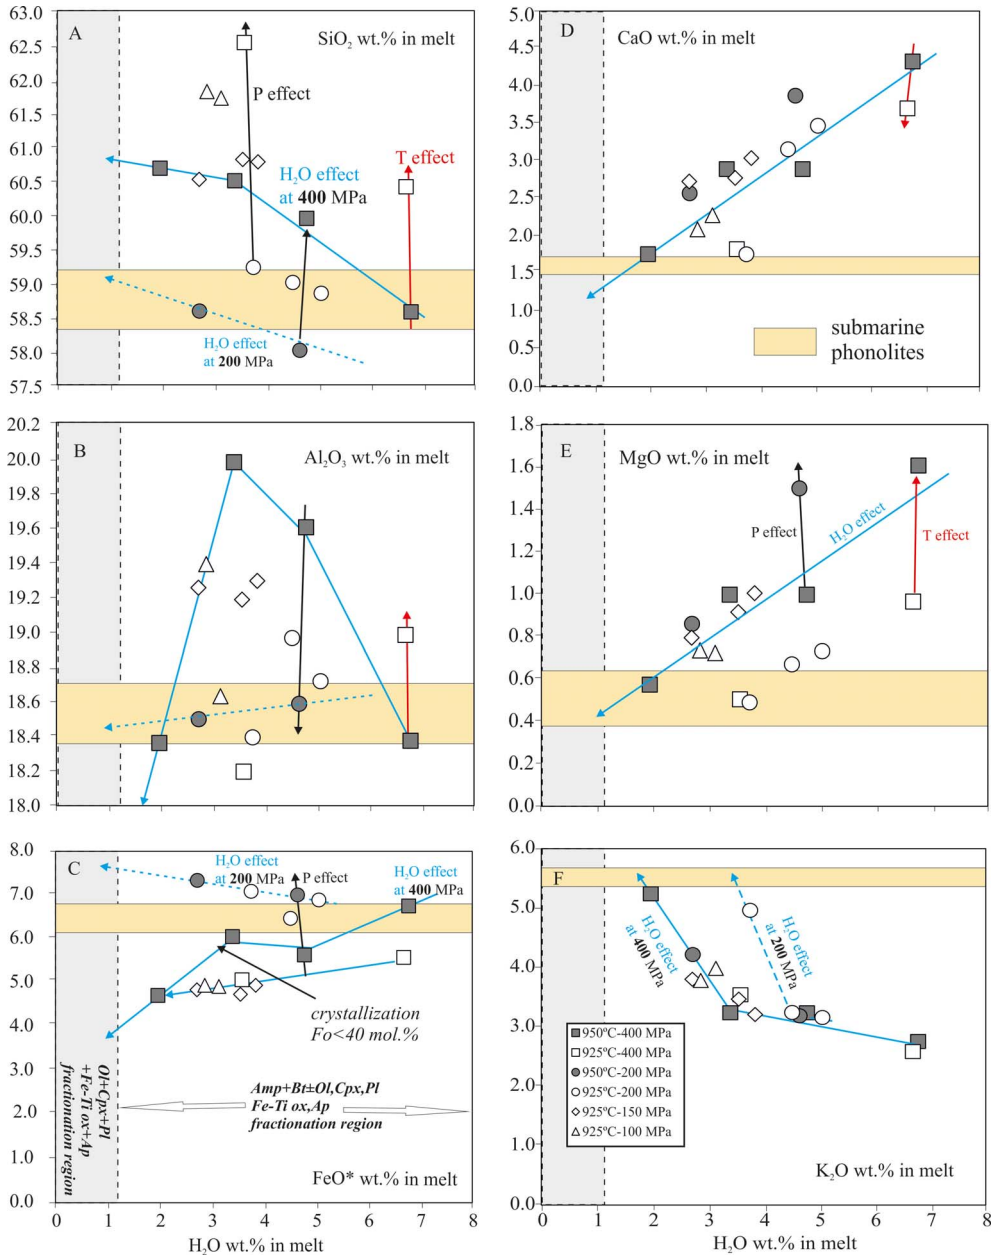 A
SiO₂ wt.% in melt
63.0
62.5
62.0
61.5
61.0
60.5
60.0
59.5
59.0
58.5
58.0
57.5
P effect
H₂O effect
at 400 MPa
T effect
H₂O effect
at 200 MPa
D
CaO wt.% in melt
5.0
4.5
4.0
3.5
3.0
2.5
2.0
1.5
1.0
0.5
0.0
submarine
phonolites
B
Al₂O₃ wt.% in melt
20.2
20.0
19.6
19.2
19.0
18.8
18.6
18.4
18.2
18.0
E
MgO wt.% in melt
1.8
1.6
1.4
1.2
1.0
0.8
0.6
0.4
0.2
0.0
P effect
H₂O effect
T effect
C
8.0
7.0
6.0
5.0
4.0
3.0
2.0
1.0
0.0
H₂O effect
at 200 MPa
P effect
H₂O effect
at 400 MPa
crystallization
Fo<40 mol.%
Ol+Cpx+Pl
+Fe-Ti ox+Ap
fractionation region
Amp+Bt±Ol,Cpx,Pl
Fe-Ti ox,Ap
fractionation region
FeO* wt.% in melt
0 1 2 3 4 5 6 7 8
H₂O wt.% in melt
F
6.0
5.0
4.0
3.0
2.0
1.0
0.0
H₂O effect
at 400 MPa
H₂O effect
at 200 MPa
950ºC-400 MPa
925ºC-400 MPa
950ºC-200 MPa
925ºC-200 MPa
925ºC-150 MPa
925ºC-100 MPa
K₂O wt.% in melt
0 1 2 3 4 5 6 7 8
H₂O wt.% in melt